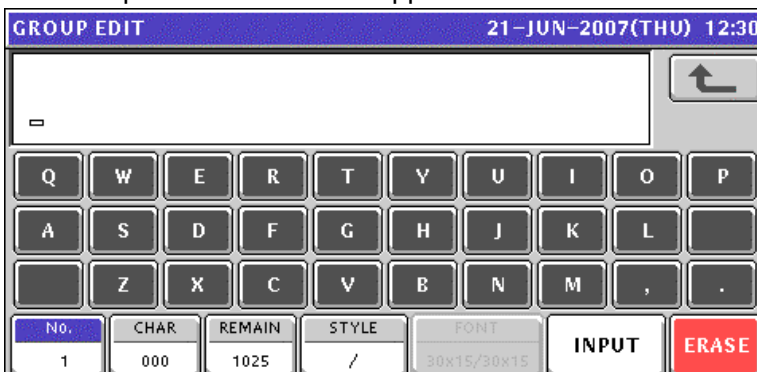 GROUP EDIT 21-JUN-2007(THU) 12:30
Q W E R T Y U I O P
A S D F G H J K L
Z X C V B N M , .
No. CHAR REMAIN STYLE FONT INPUT ERASE
1 000 1025 / 30x15/30x15